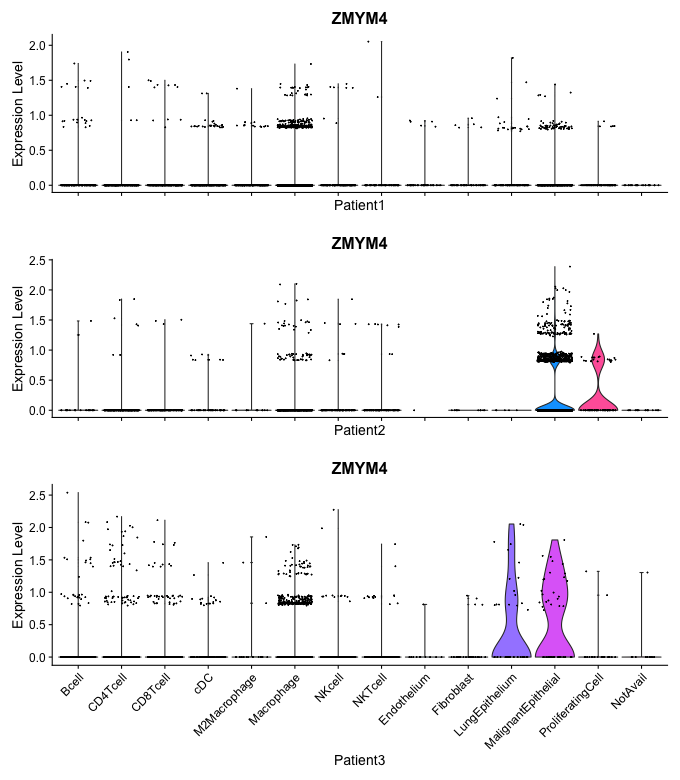 ZMYM4
Expression Level
2.0
1.5
1.0
0.5
0.0
Patient1
ZMYM4
Expression Level
2.5
2.0
1.5
1.0
0.5
0.0
Patient2
ZMYM4
Expression Level
2.5
2.0
1.5
1.0
0.5
0.0
Bcell
CD4Tcell
CD8Tcell
cDC
M2Macrophage
Macrophage
NKcell
NKTcell
Endothelium
Fibroblast
LungEpithelium
MalignantEpithelial
ProliferatingCell
NotAvail
Patient3